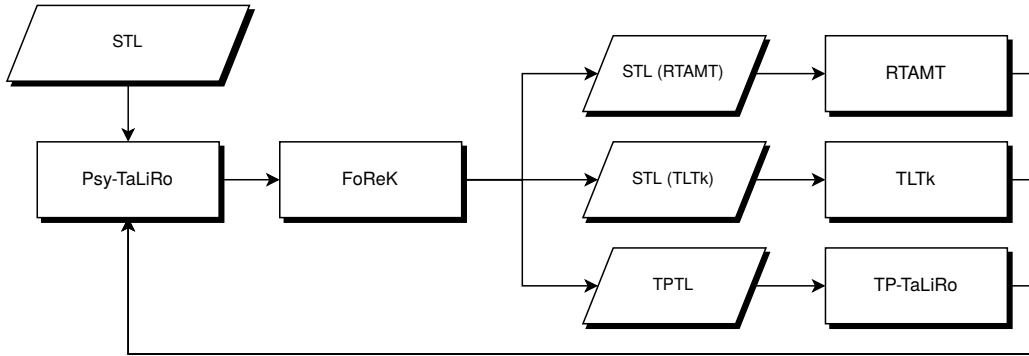 STL
STL (RTAMT)
RTAMT
Psy-TaLiRo
FoReK
STL (TLTk)
TLTk
TPTL
TP-TaLiRo